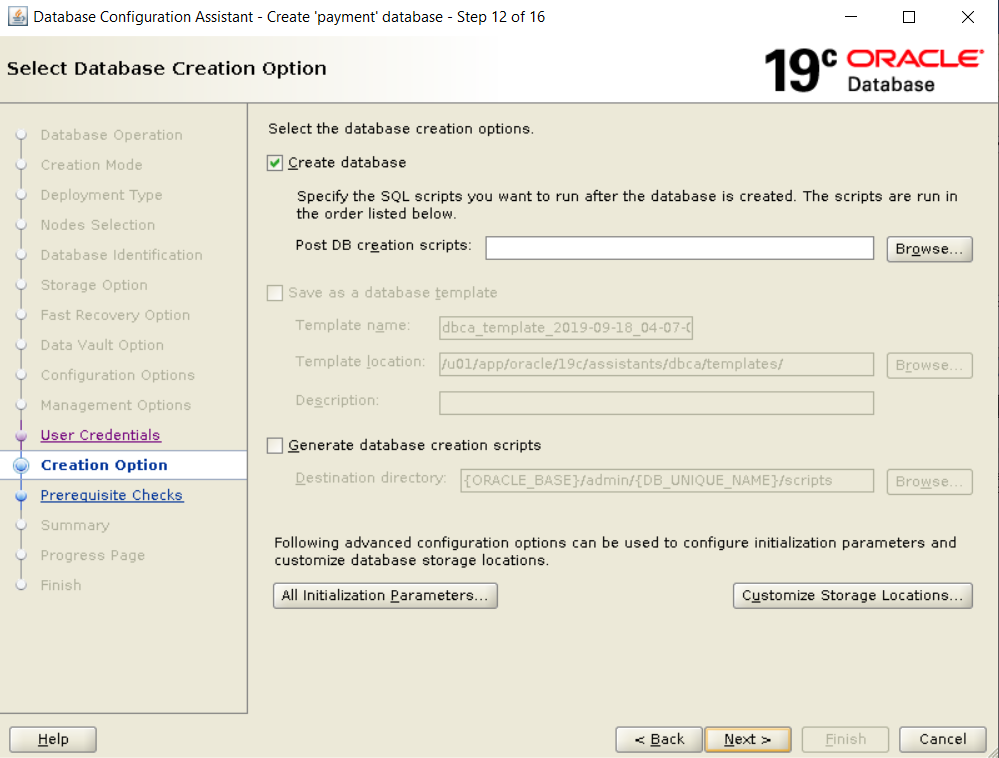 Database Configuration Assistant - Create 'payment' database - Step 12 of 16
Select Database Creation Option
19c ORACLE
Database
Database Operation
Creation Mode
Deployment Type
Nodes Selection
Database Identification
Storage Option
Fast Recovery Option
Data Vault Option
Configuration Options
Management Options
User Credentials
Creation Option
Prerequisite Checks
Summary
Progress Page
Finish
Select the database creation options.
Create database
Specify the SQL scripts you want to run after the database is created. The scripts are run in
the order listed below.
Post DB creation scripts:
Browse...
Save as a database template
Template name: dbca_template_2019-09-18_04-07-0
Template location: /u01/app/oracle/19c/assistants/dbca/templates/ Browse...
Description:
Generate database creation scripts
Destination directory: {ORACLE_BASE}/admin/{DB_UNIQUE_NAME}/scripts Browse...
Following advanced configuration options can be used to configure initialization parameters and
customize database storage locations.
All Initialization Parameters... Customize Storage Locations...
Help < Back Next > Finish Cancel